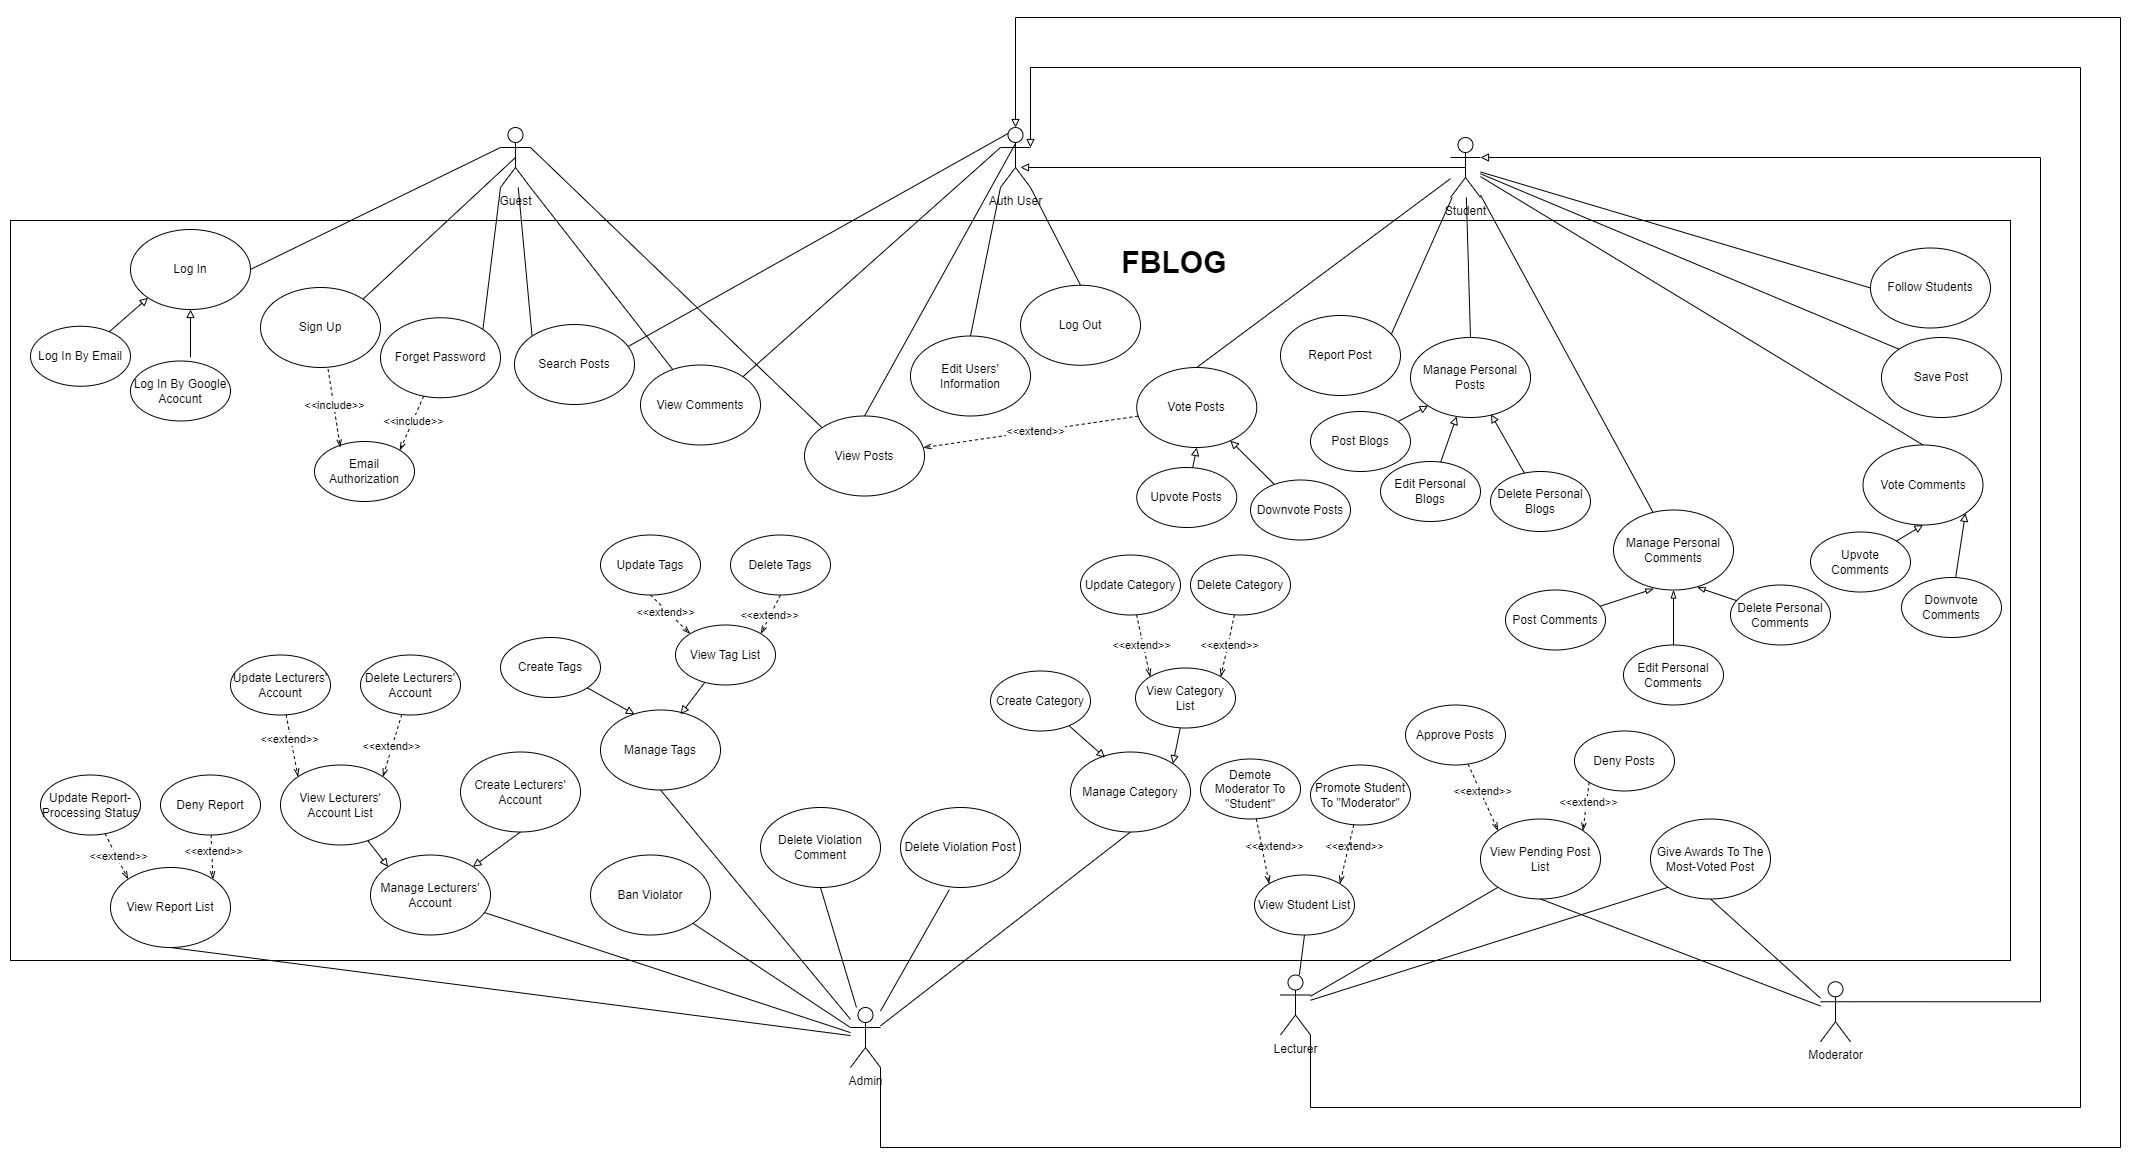 Guest
Auth User
Student
FBLOG
Log In
Log In By Email
Log In By Google
Acocunt
Sign Up
Forget Password
<<include>>
<<include>>
Email
Authorization
Search Posts
View Comments
View Posts
Edit Users'
Information
Log Out
Vote Posts
<<extend>>
Upvote Posts
Downvote Posts
Report Post
Manage Personal
Posts
Post Blogs
Edit Personal
Blogs
Delete Personal
Blogs
Follow Students
Save Post
Vote Comments
Upvote
Comments
Downvote
Comments
Manage Personal
Comments
Post Comments
Delete Personal
Comments
Edit Personal
Comments
Update Tags
Delete Tags
<<extend>>
<<extend>>
View Tag List
Create Tags
Manage Tags
Update Category
Delete Category
<<extend>>
<<extend>>
View Category
List
Create Category
Manage Category
Update Lecturers'
Account
Delete Lecturers'
Account
<<extend>>
<<extend>>
View Lecturers'
Account List
Create Lecturers'
Account
Manage Lecturers'
Account
Update Report-
Processing Status
Deny Report
<<extend>>
<<extend>>
View Report List
Ban Violator
Delete Violation
Comment
Delete Violation Post
Demote
Moderator To
"Student"
Promote Student
To "Moderator"
<<extend>>
<<extend>>
View Student List
Approve Posts
Deny Posts
<<extend>>
<<extend>>
View Pending Post
List
Give Awards To The
Most-Voted Post
Admin
Lecturer
Moderator